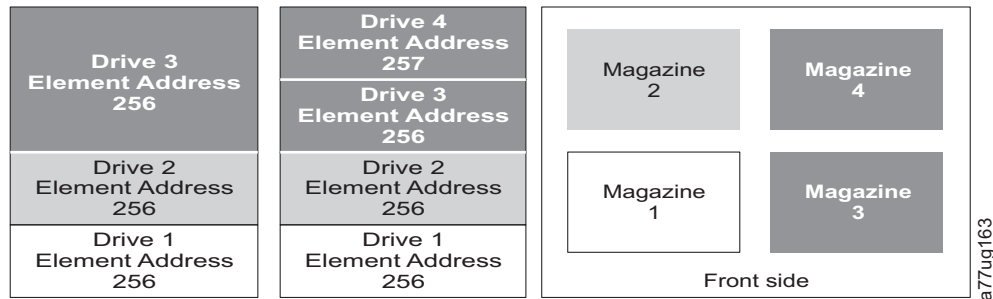 Drive 3
Element Address
256
Drive 2
Element Address
256
Drive 1
Element Address
256
Drive 4
Element Address
257
Drive 3
Element Address
256
Drive 2
Element Address
256
Drive 1
Element Address
256
Magazine
2
Magazine
4
Magazine
1
Magazine
3
Front side
a77ug163